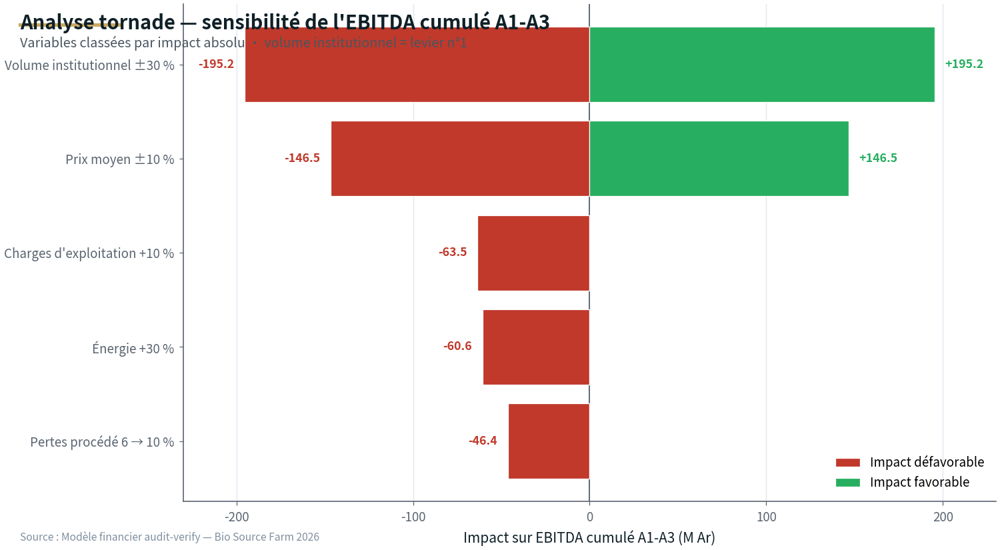 Analyse tornade — sensibilité de l'EBITDA cumulé A1-A3
Variables classées par impact absolu • volume institutionnel = levier n°1
Volume institutionnel ±30 %
-195.2
+195.2
Prix moyen ±10 %
-146.5
+146.5
Charges d'exploitation +10 %
-63.5
Énergie +30 %
-60.6
Pertes procédé 6 → 10 %
-46.4
Impact défavorable
Impact favorable
-200
-100
0
100
200
Impact sur EBITDA cumulé A1-A3 (M Ar)
Source : Modèle financier audit-verify — Bio Source Farm 2026